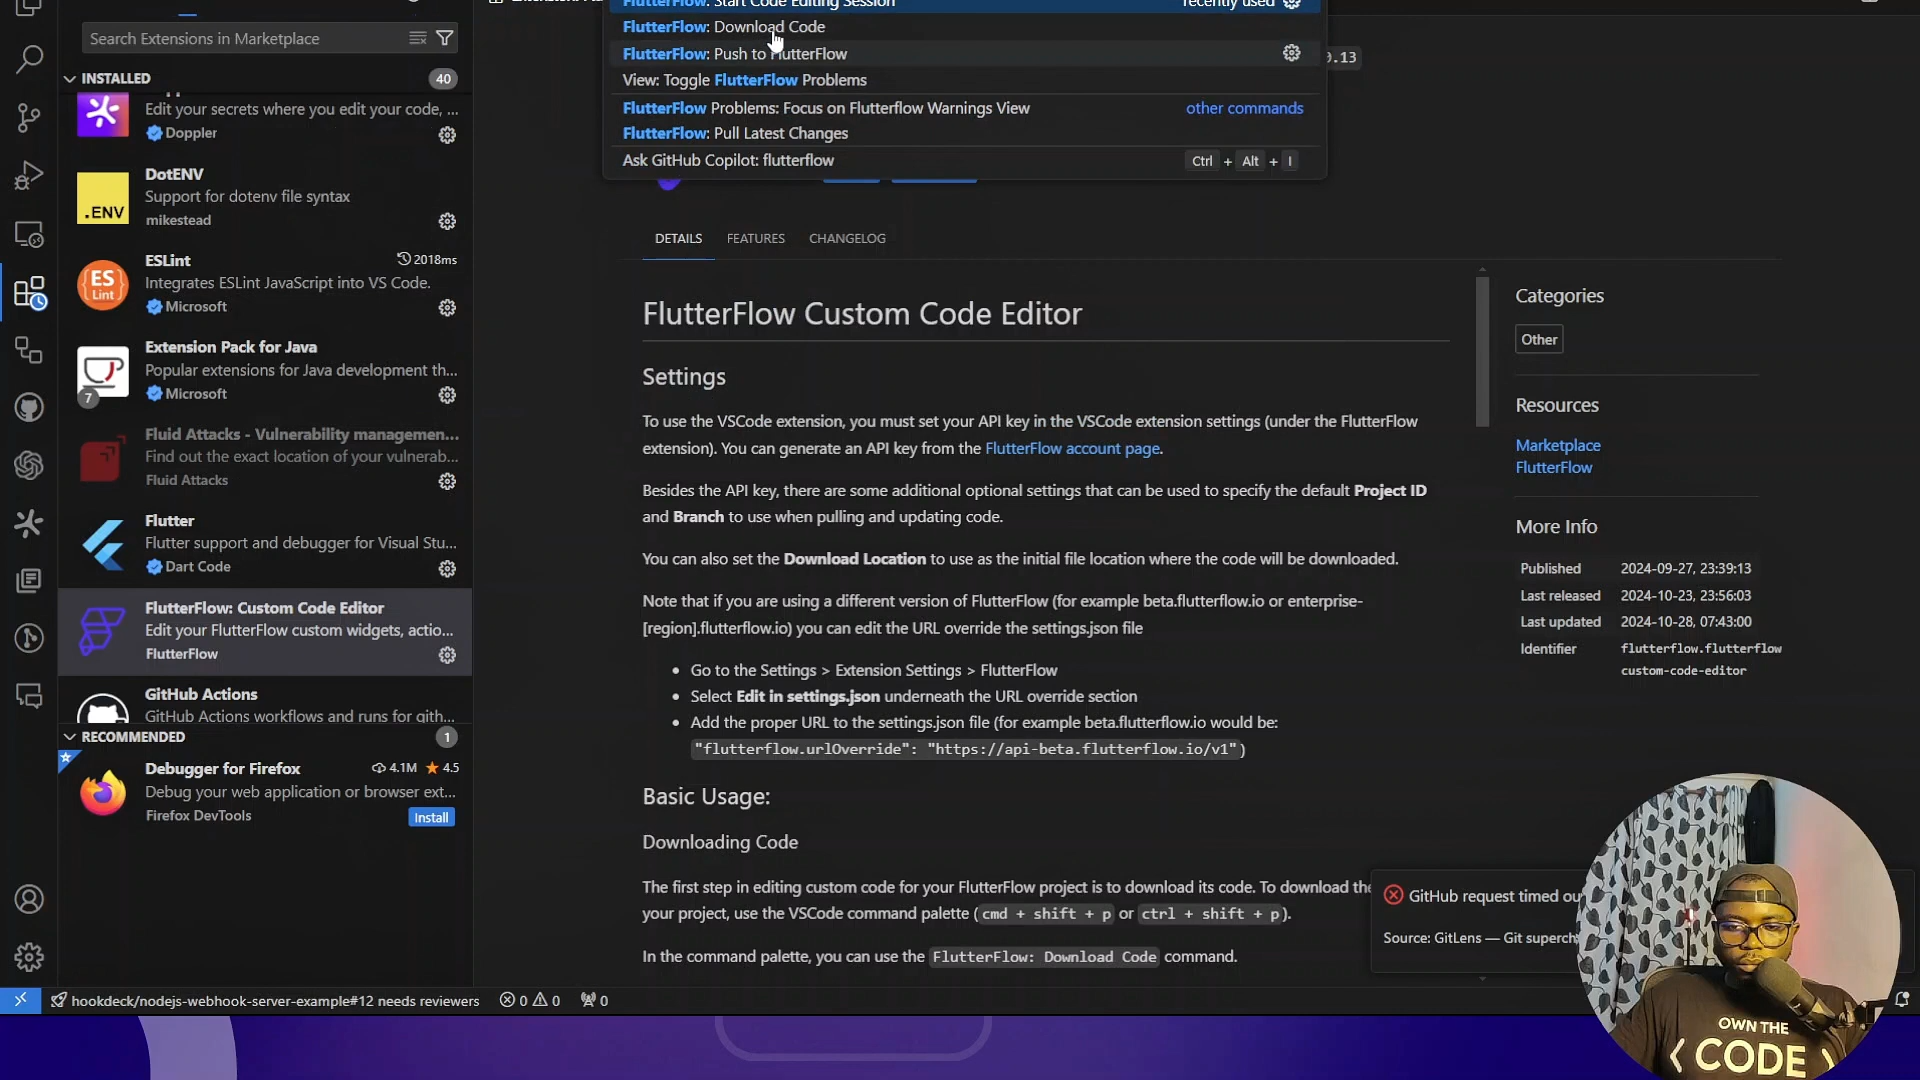 Search Extensions in Marketplace
INSTALLED
40
Edit your secrets where you edit your code, ...
Doppler
DotENV
Support for dotenv file syntax
mikestead
.ENV
ESLint
2018ms
Integrates ESLint JavaScript into VS Code.
Microsoft
ES
Lint
Extension Pack for Java
Popular extensions for Java development th...
Microsoft
7
Fluid Attacks - Vulnerability managemen...
Find out the exact location of your vulnerab...
Fluid Attacks
Flutter
Flutter support and debugger for Visual Stu...
Dart Code
FlutterFlow: Custom Code Editor
Edit your FlutterFlow custom widgets, actio...
FlutterFlow
GitHub Actions
GitHub Actions workflows and runs for gith...
RECOMMENDED
1
Debugger for Firefox
4.1M
4.5
Debug your web application or browser ext...
Firefox DevTools
Install
FlutterFlow: Start Code Editing Session
recently used
FlutterFlow: Download Code
FlutterFlow: Push to FlutterFlow
View: Toggle FlutterFlow Problems
FlutterFlow Problems: Focus on Flutterflow Warnings View
other commands
FlutterFlow: Pull Latest Changes
Ask GitHub Copilot: flutterflow
Ctrl + Alt + I
.13
DETAILS
FEATURES
CHANGELOG
FlutterFlow Custom Code Editor
Settings
To use the VSCode extension, you must set your API key in the VSCode extension settings (under the FlutterFlow
extension). You can generate an API key from the FlutterFlow account page.
Besides the API key, there are some additional optional settings that can be used to specify the default Project ID
and Branch to use when pulling and updating code.
You can also set the Download Location to use as the initial file location where the code will be downloaded.
Note that if you are using a different version of FlutterFlow (for example beta.flutterflow.io or enterprise-
[region].flutterflow.io) you can edit the URL override the settings.json file
• Go to the Settings > Extension Settings > FlutterFlow
• Select Edit in settings.json underneath the URL override section
• Add the proper URL to the settings.json file (for example beta.flutterflow.io would be:
"flutterflow.urlOverride": "https://api-beta.flutterflow.io/v1")
Basic Usage:
Downloading Code
The first step in editing custom code for your FlutterFlow project is to download its code. To download the
your project, use the VSCode command palette (cmd + shift + p or ctrl + shift + p).
In the command palette, you can use the FlutterFlow: Download Code command.
Categories
Other
Resources
Marketplace
FlutterFlow
More Info
Published 2024-09-27, 23:39:13
Last released 2024-10-23, 23:56:03
Last updated 2024-10-28, 07:43:00
Identifier flutterflow.flutterflow
custom-code-editor
GitHub request timed ou
Source: GitLens — Git superch
hookdeck/nodejs-webhook-server-example#12 needs reviewers
0
0
0
OWN THE
< CODE